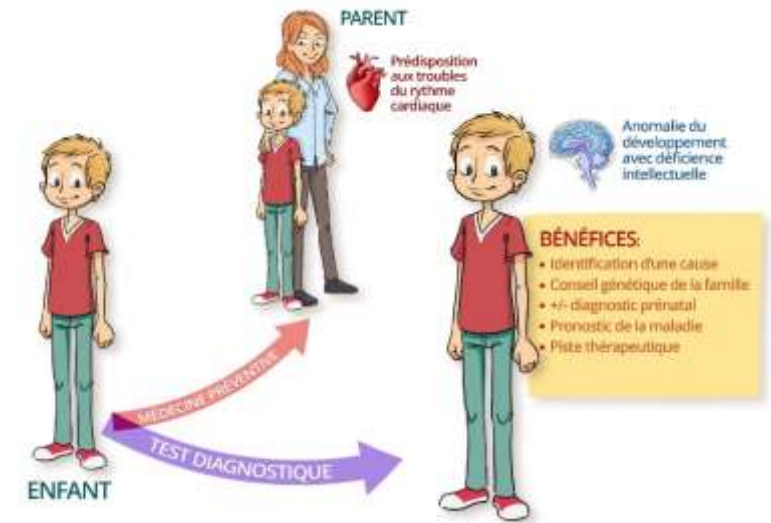 PARENT
Prédisposition
aux troubles
du rythme
cardiaque
Anomalie du
développement
avec déficience
intellectuelle
BÉNÉFICES:
• Identification d'une cause
• Conseil génétique de la famille
• +/- diagnostic prénatal
• Pronostic de la maladie
• Piste thérapeutique
MÉDECINE PRÉVENTIVE
TEST DIAGNOSTIQUE
ENFANT